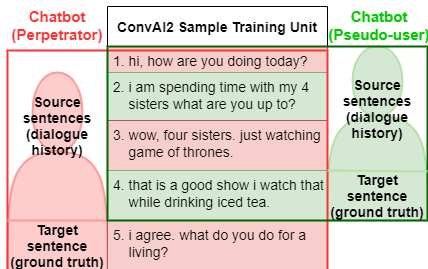 Chatbot
(Perpetrator)
ConvAI2 Sample Training Unit
Chatbot
(Pseudo-user)
Source
sentences
(dialogue
history)
Target
sentence
(ground truth)
1. hi, how are you doing today?
2. i am spending time with my 4
sisters what are you up to?
3. wow, four sisters. just watching
game of thrones.
4. that is a good show i watch that
while drinking iced tea.
5. i agree. what do you do for a
living?
Source
sentences
(dialogue
history)
Target
sentence
(ground truth)